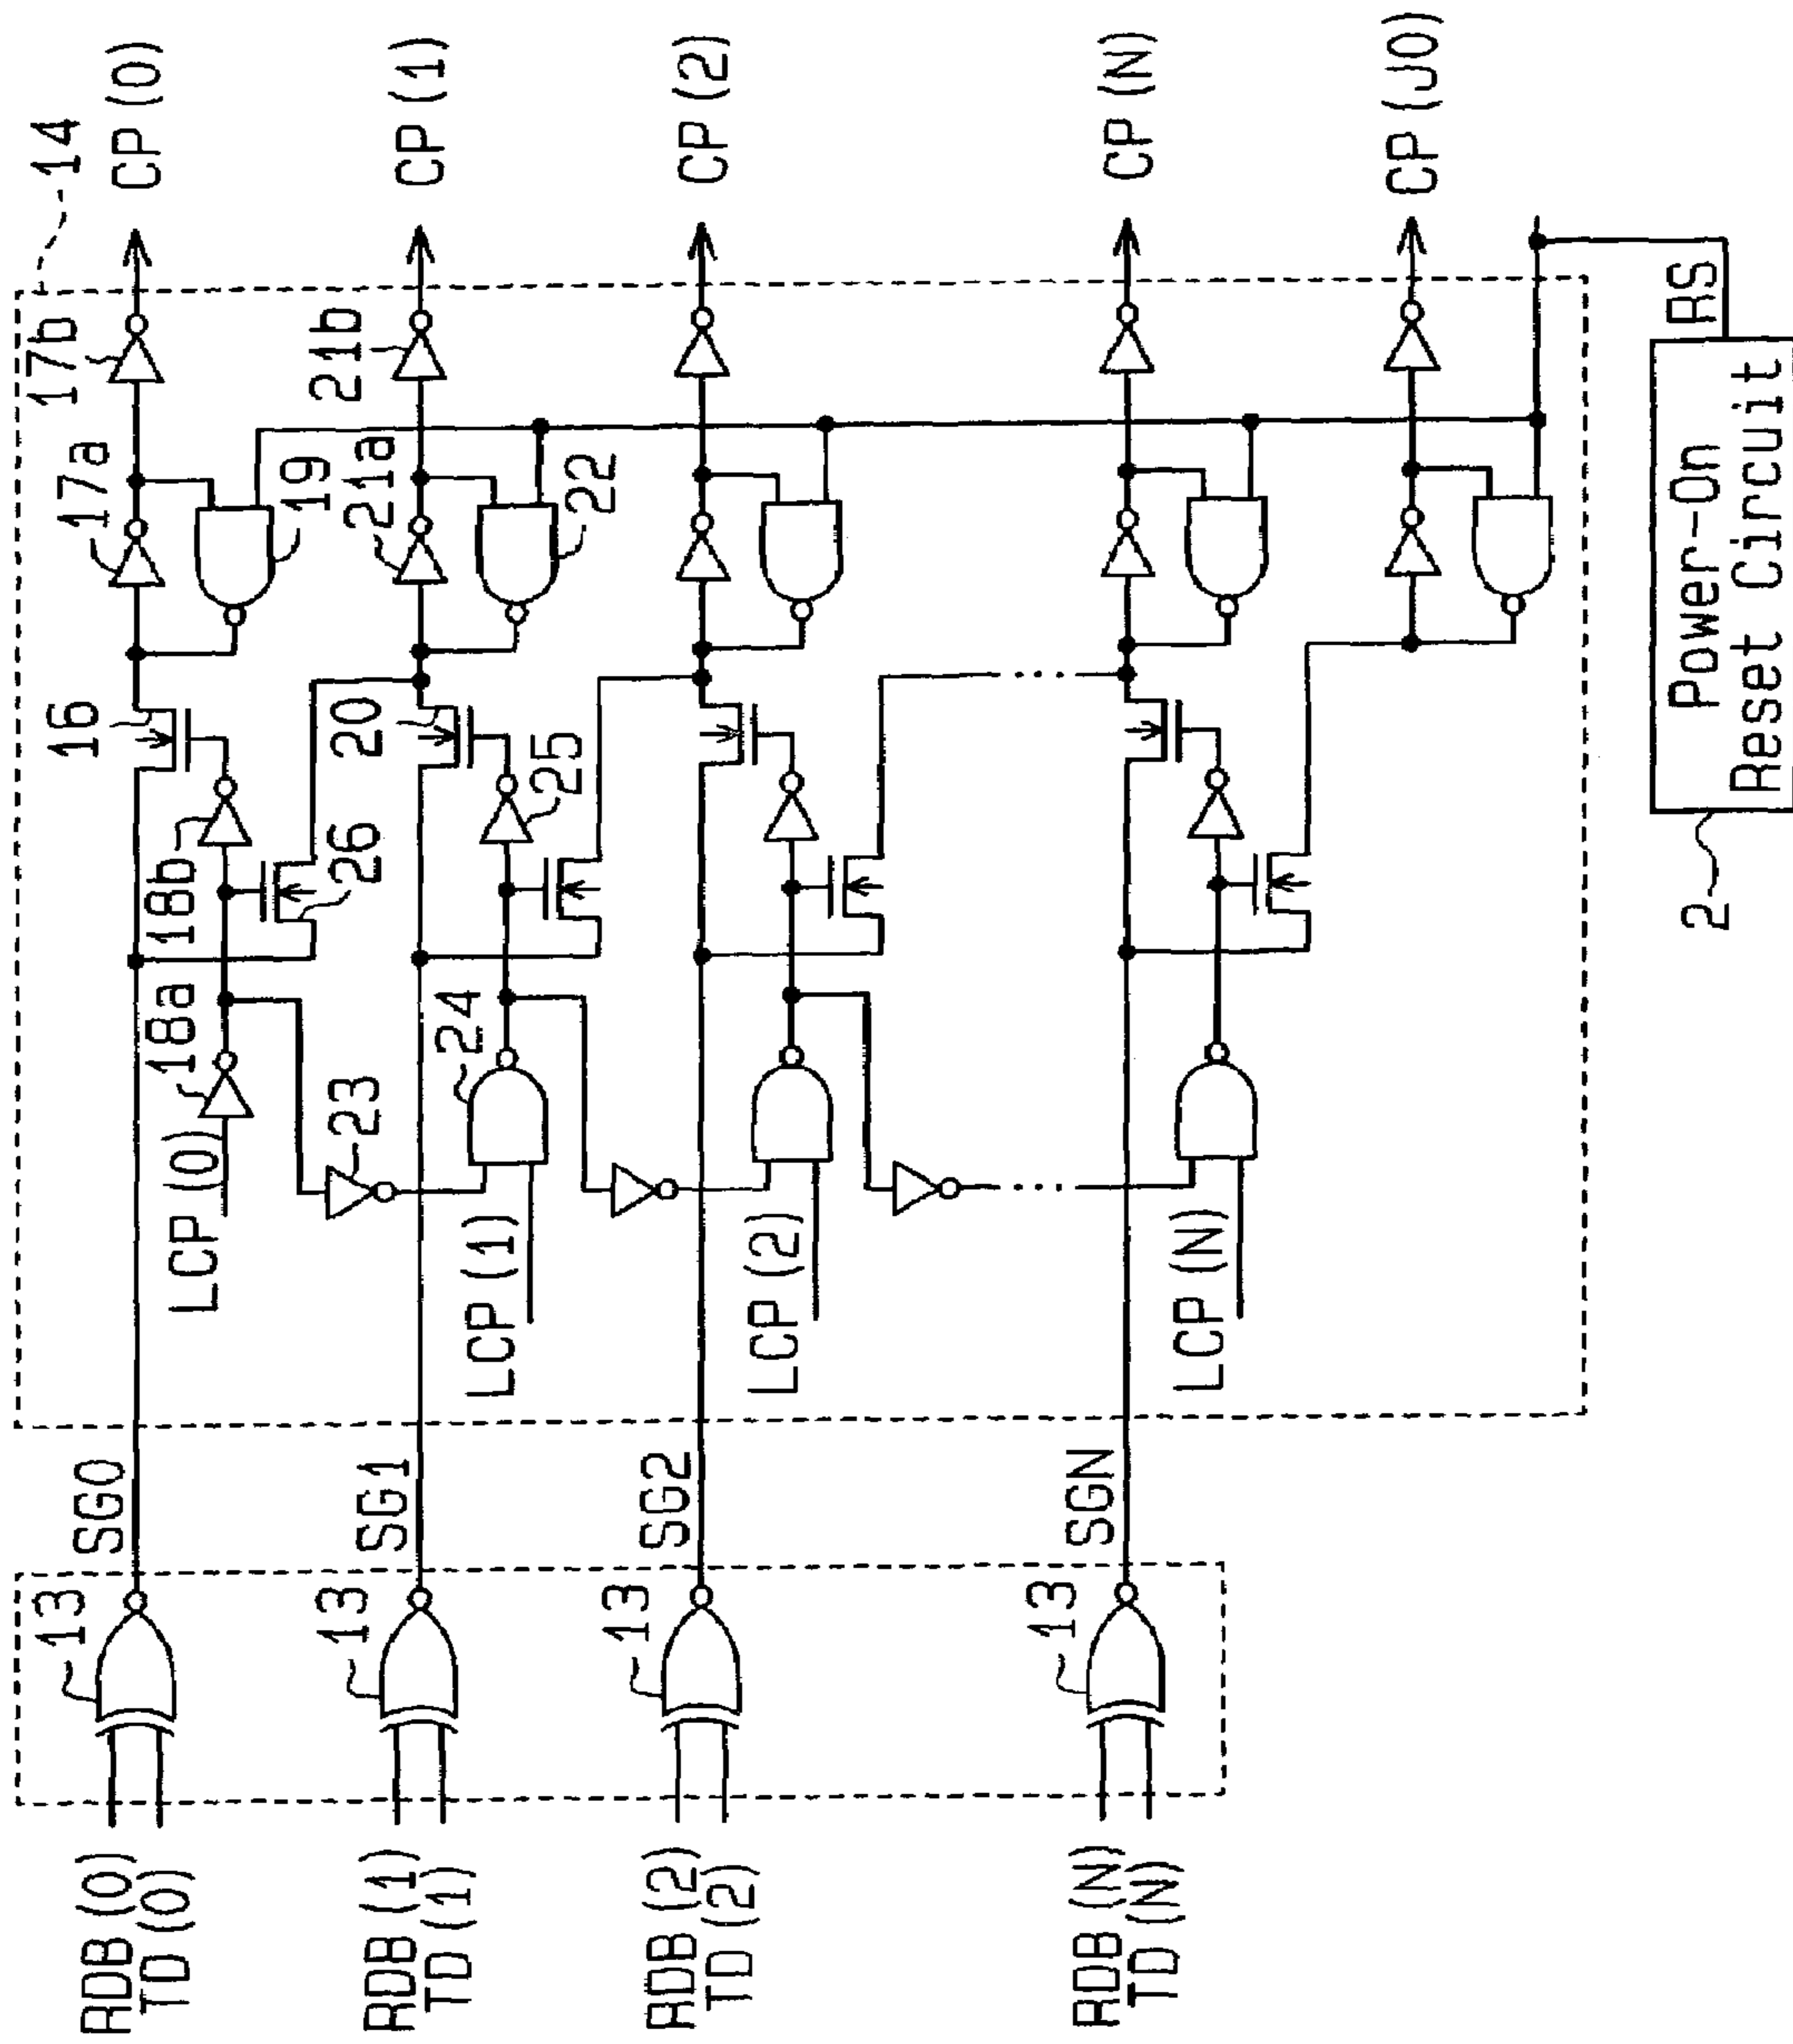 RDB (0)
TD (0)
13
SG0
LCP (0)
18a
18b
16
17a
17b
14
CP (0)
19
26
23
RDB (1)
TD (1)
13
SG1
LCP (1)
24
25
20
21a
21b
22
CP (1)
RDB (2)
TD (2)
13
SG2
LCP (2)
CP (2)
RDB (N)
TD (N)
13
SGN
LCP (N)
CP (N)
CP (J0)
RS
Power-On
Reset Circuit
2